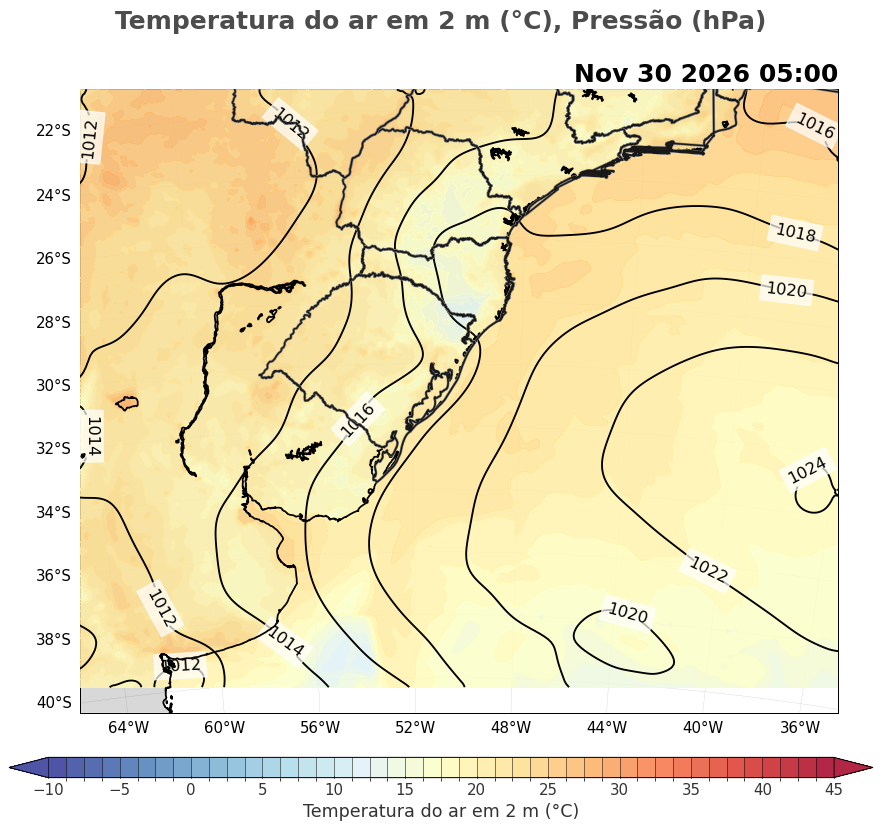 Temperatura do ar em 2 m (°C), Pressão (hPa)
Nov 30 2026 05:00
22°S
24°S
26°S
28°S
30°S
32°S
34°S
36°S
38°S
40°S
1012
1012
1016
1018
1020
1016
1014
1024
1022
1012
1020
1014
1012
64°W
60°W
56°W
52°W
48°W
44°W
40°W
36°W
−10 −5 0 5 10 15 20 25 30 35 40 45
Temperatura do ar em 2 m (°C)